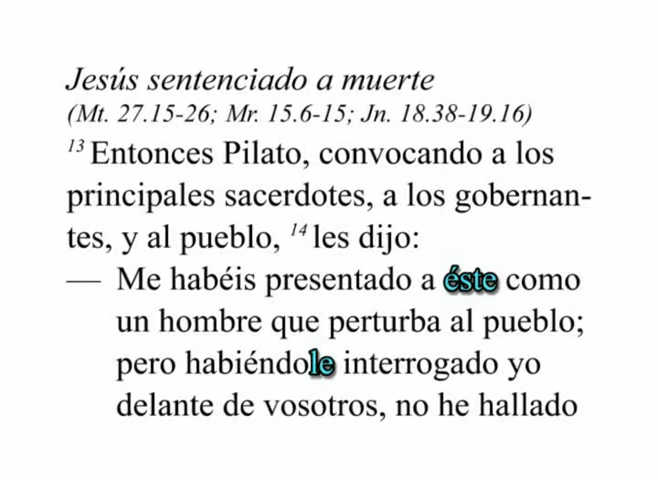 Jesús sentenciado a muerte
(Mt. 27.15-26; Mr. 15.6-15; Jn. 18.38-19.16)
13 Entonces Pilato, convocando a los
principales sacerdotes, a los gobernan-
tes, y al pueblo, 14 les dijo:
— Me habéis presentado a éste como
un hombre que perturba al pueblo;
pero habiéndole interrogado yo
delante de vosotros, no he hallado